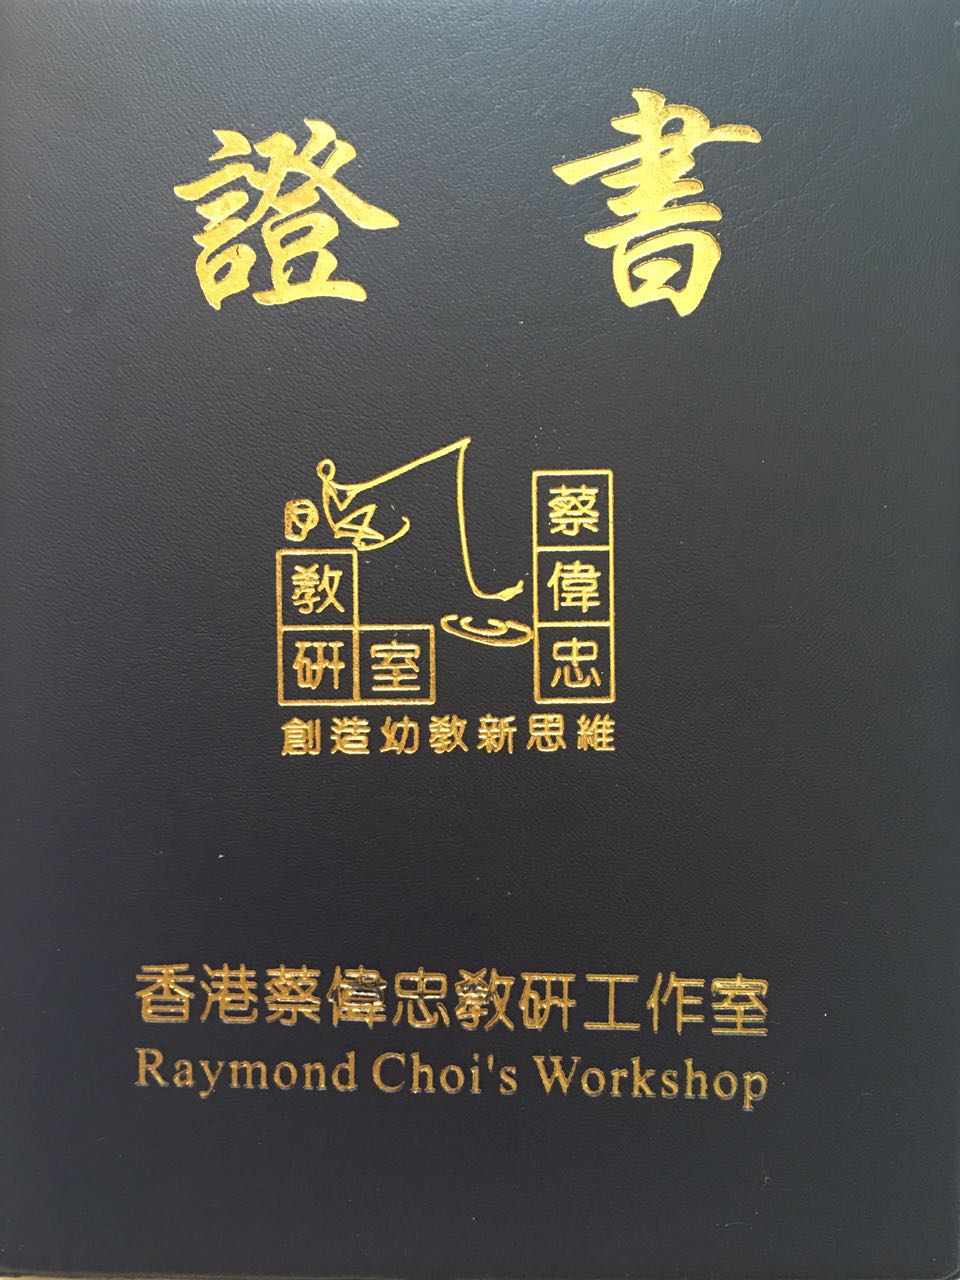 證書
蔡偉忠
教
研室
創造幼教新思維
香港蔡偉忠教研工作室
Raymond Choi's Workshop